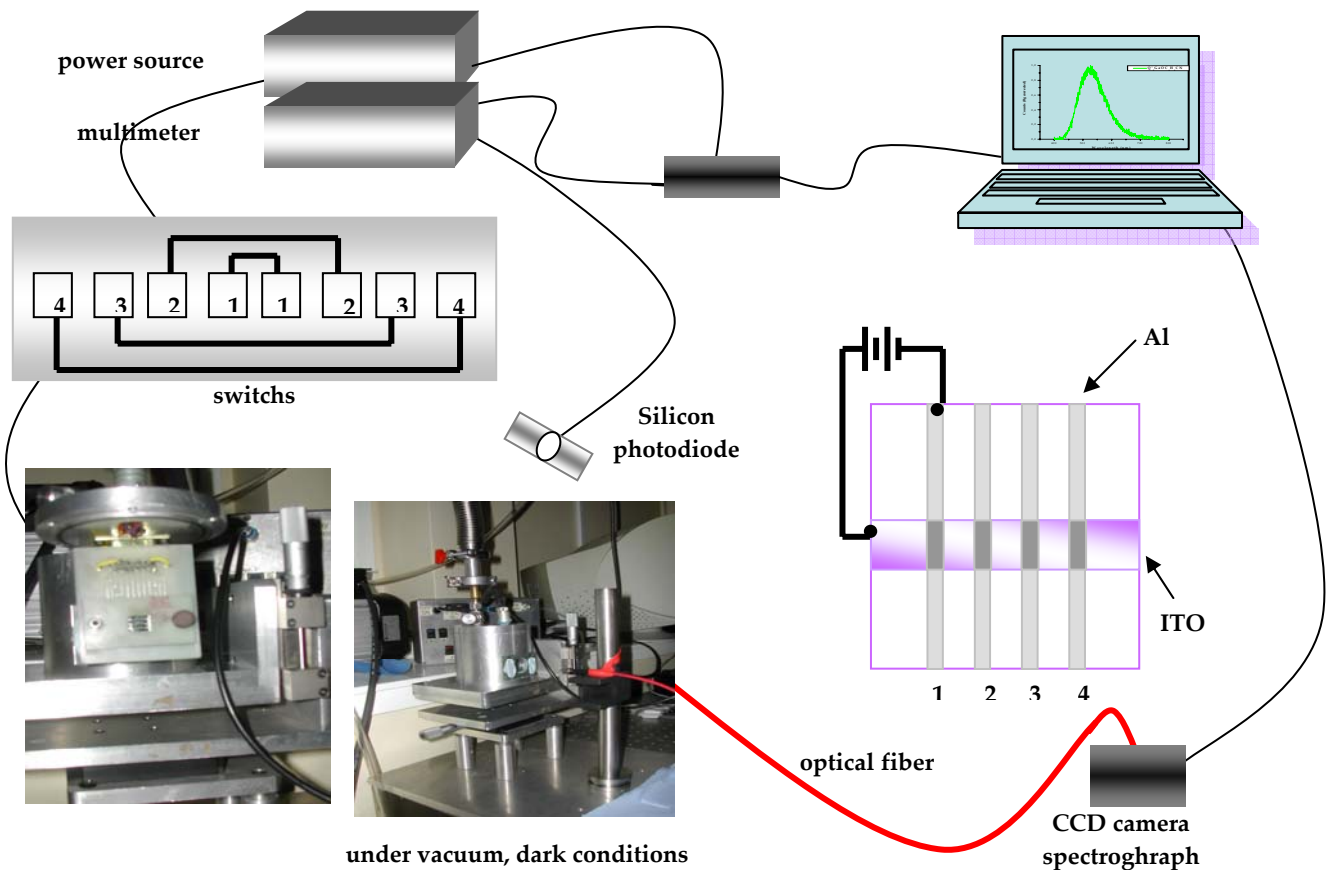 power source
multimeter
4 3 2 1 1 2 3 4
switchs
Silicon
photodiode
Al
ITO
1 2 3 4
optical fiber
CCD camera
spectroghraph
under vacuum, dark conditions